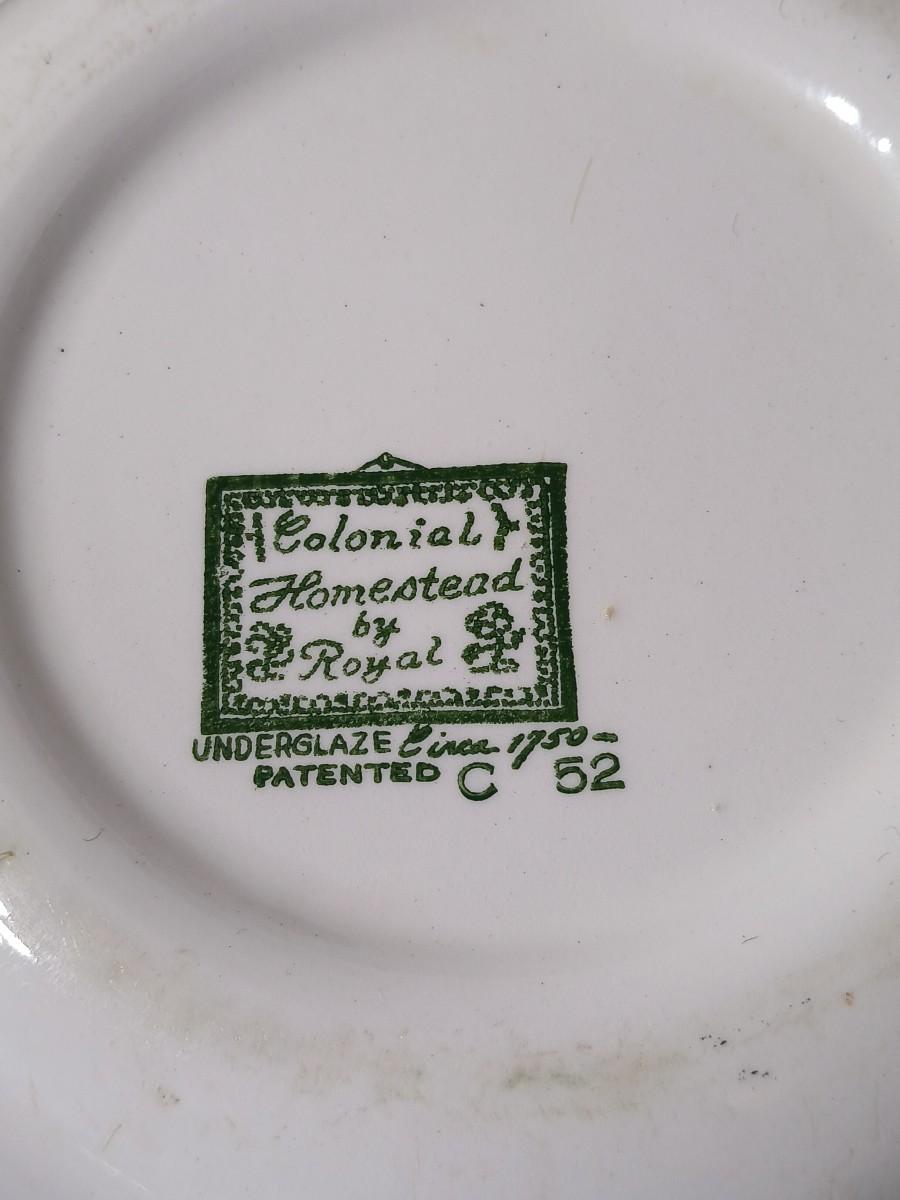 Colonial
Homestead
by
Royal
UNDERGLAZE Circa 1750-
PATENTED C 52